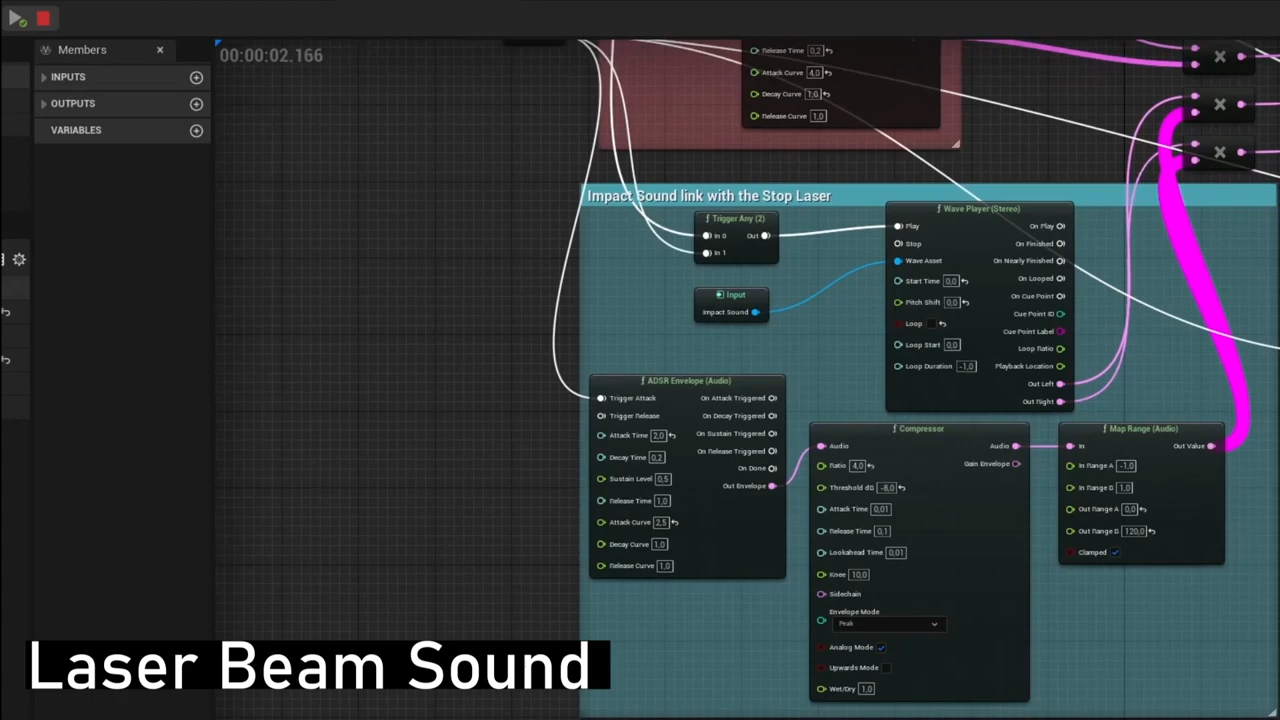 Members
INPUTS
OUTPUTS
VARIABLES
00:00:02.166
Release Time 0,2
Attack Curve 4,0
Decay Curve 1,0
Release Curve 1,0
Impact Sound link with the Stop Laser
Trigger Any (2)
In 0 Out
In 1
Input
Impact Sound
Wave Player (Stereo)
Play On Play
Stop On Finished
Wave Asset On Nearly Finished
Start Time 0,0 On Looped
Pitch Shift 0,0 On Cue Point
Cue Point ID
Loop Cue Point Label
Loop Start 0,0 Loop Ratio
Loop Duration -1,0 Playback Location
Out Left
Out Right
ADSR Envelope (Audio)
Trigger Attack On Attack Triggered
Trigger Release On Decay Triggered
Attack Time 2,0 On Sustain Triggered
Decay Time 0,2 On Release Triggered
Sustain Level 0,5 On Done
Release Time 1,0 Out Envelope
Attack Curve 2,5
Decay Curve 1,0
Release Curve 1,0
Compressor
Audio Audio
Ratio 4,0 Gain Envelope
Threshold dB -8,0
Attack Time 0,01
Release Time 0,1
Lookahead Time 0,01
Knee 10,0
Sidechain
Envelope Mode
Peak
Analog Mode
Upwards Mode
Wet/Dry 1,0
Map Range (Audio)
In Out Value
In Range A -1,0
In Range B 1,0
Out Range A 0,0
Out Range B 120,0
Clamped
Laser Beam Sound